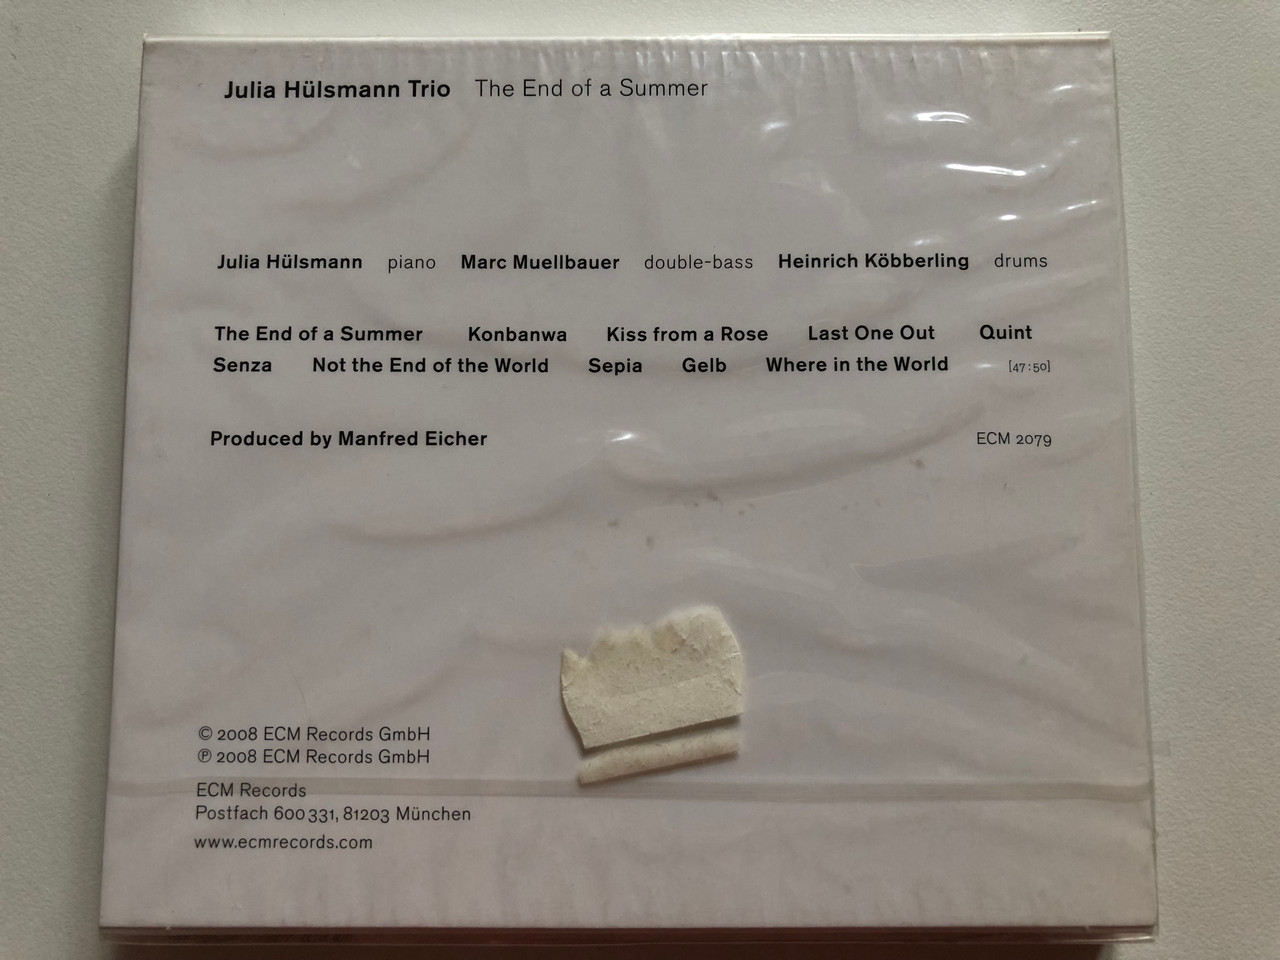 Julia Hülsmann Trio The End of a Summer
Julia Hülsmann piano Marc Muellbauer double-bass Heinrich Köbberling drums
The End of a Summer Konbanwa Kiss from a Rose Last One Out Quint
Senza Not the End of the World Sepia Gelb Where in the World [47:50]
Produced by Manfred Eicher ECM 2079
© 2008 ECM Records GmbH
℗ 2008 ECM Records GmbH
ECM Records
Postfach 600 331, 81203 München
www.ecmrecords.com